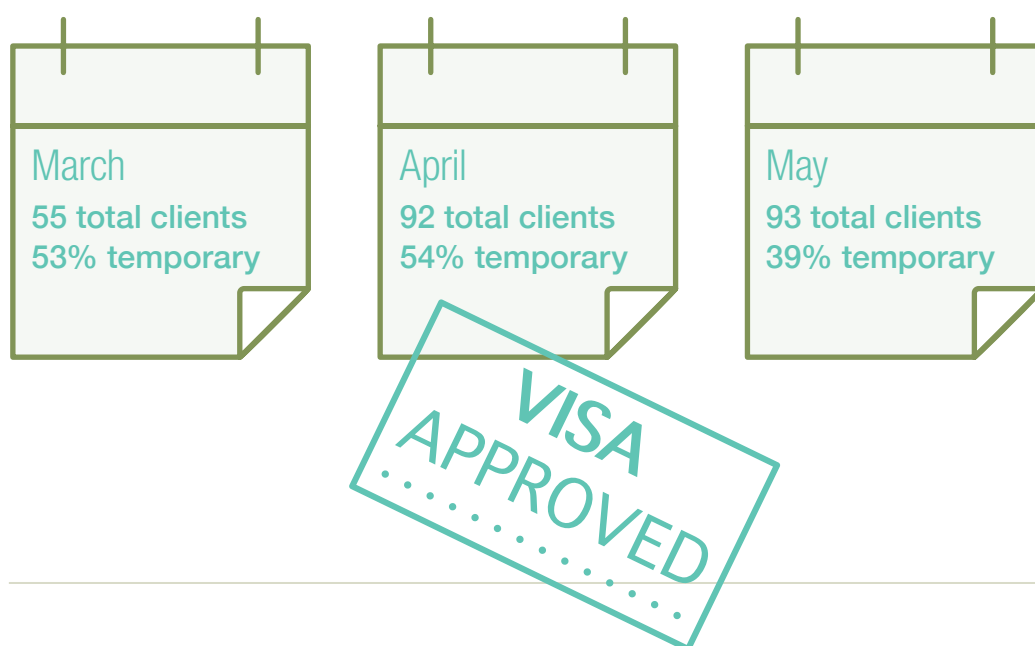 March
55 total clients
53% temporary
April
92 total clients
54% temporary
May
93 total clients
39% temporary
VISA
APPROVED